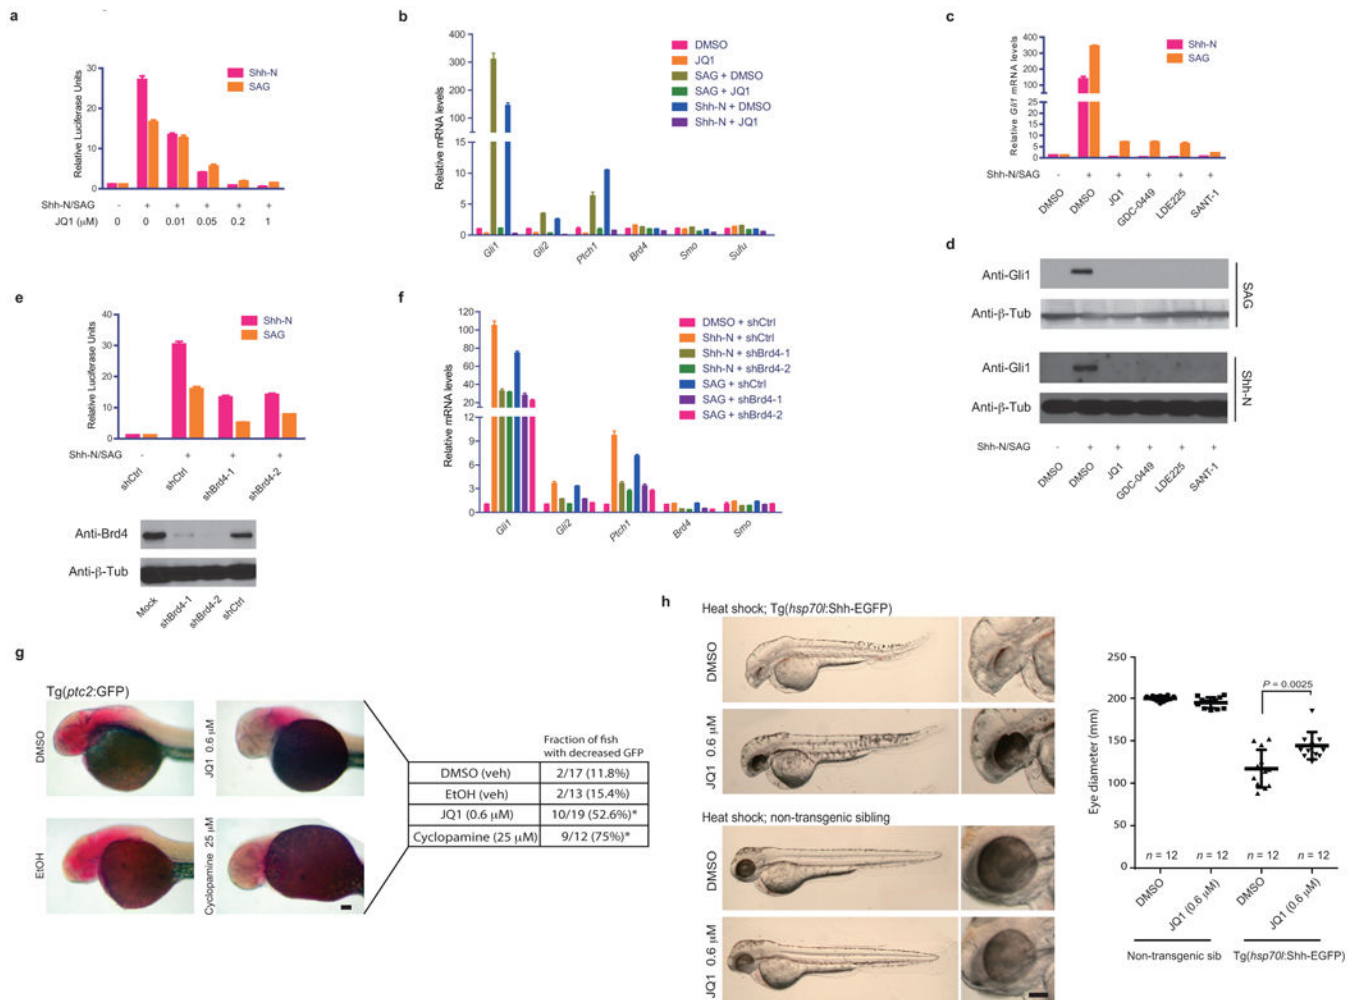 a
Relative Luciferase Units
30
20
10
0
Shh-N
SAG
Shh-N/SAG - + + + + +
JQ1 (µM) 0 0 0.01 0.05 0.2 1
b
Relative mRNA levels
400
300
200
100
15
10
5
0
DMSO
JQ1
SAG + DMSO
SAG + JQ1
Shh-N + DMSO
Shh-N + JQ1
Gli1 Gli2 Ptch1 Brd4 Smo Sufu
c
Relative Gli1 mRNA levels
400
300
200
100
25
20
15
10
5
0
Shh-N
SAG
Shh-N/SAG - + + + + +
DMSO DMSO JQ1 GDC-0449 LDE225 SANT-1
d
Anti-Gli1
Anti-β-Tub
SAG
Anti-Gli1
Anti-β-Tub
Shh-N
Shh-N/SAG - + + + + +
DMSO DMSO JQ1 GDC-0449 LDE225 SANT-1
e
Relative Luciferase Units
40
30
20
10
0
Shh-N
SAG
Shh-N/SAG - + + +
shCtrl shCtrl shBrd4-1 shBrd4-2
Anti-Brd4
Anti-β-Tub
Mock shBrd4-1 shBrd4-2 shCtrl
f
Relative mRNA levels
120
100
80
60
40
20
12
9
6
3
0
DMSO + shCtrl
Shh-N + shCtrl
Shh-N + shBrd4-1
Shh-N + shBrd4-2
SAG + shCtrl
SAG + shBrd4-1
SAG + shBrd4-2
Gli1 Gli2 Ptch1 Brd4 Smo
g
Tg(ptc2:GFP)
DMSO
JQ1 0.6 µM
EtOH
Cyclopamine 25 µM
Fraction of fish
with decreased GFP
DMSO (veh) 2/17 (11.8%)
EtOH (veh) 2/13 (15.4%)
JQ1 (0.6 µM) 10/19 (52.6%)*
Cyclopamine (25 µM) 9/12 (75%)*
h
Heat shock; Tg(hsp70l:Shh-EGFP)
DMSO
JQ1 0.6 µM
Heat shock; non-transgenic sibling
DMSO
JQ1 0.6 µM
Eye diameter (mm)
250
200
150
100
50
0
P = 0.0025
n = 12 n = 12 n = 12 n = 12
DMSO JQ1 (0.6 µM) DMSO JQ1 (0.6 µM)
Non-transgenic sib Tg(hsp70l:Shh-EGFP)